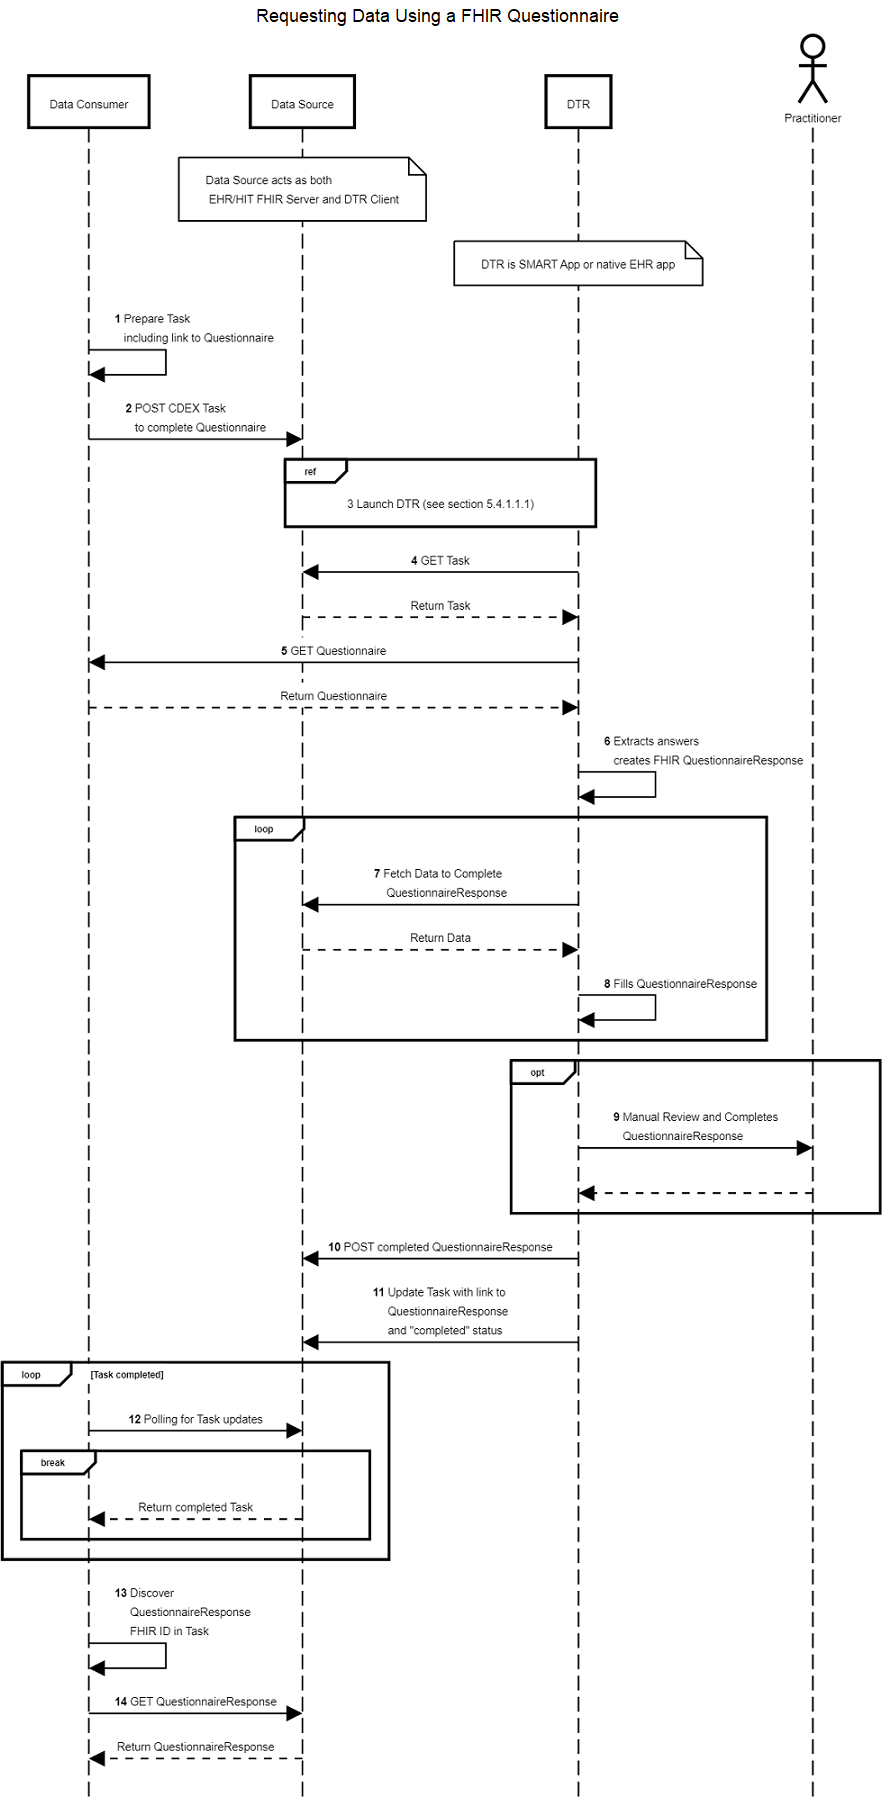 Requesting Data Using a FHIR Questionnaire
Data Consumer
Data Source
DTR
Practitioner
Data Source acts as both
EHR/HIT FHIR Server and DTR Client
DTR is SMART App or native EHR app
1 Prepare Task
including link to Questionnaire
2 POST CDEX Task
to complete Questionnaire
ref
3 Launch DTR (see section 5.4.1.1.1)
4 GET Task
Return Task
5 GET Questionnaire
Return Questionnaire
6 Extracts answers
creates FHIR QuestionnaireResponse
loop
7 Fetch Data to Complete
QuestionnaireResponse
Return Data
8 Fills QuestionnaireResponse
opt
9 Manual Review and Completes
QuestionnaireResponse
10 POST completed QuestionnaireResponse
11 Update Task with link to
QuestionnaireResponse
and "completed" status
loop
[Task completed]
12 Polling for Task updates
break
Return completed Task
13 Discover
QuestionnaireResponse
FHIR ID in Task
14 GET QuestionnaireResponse
Return QuestionnaireResponse